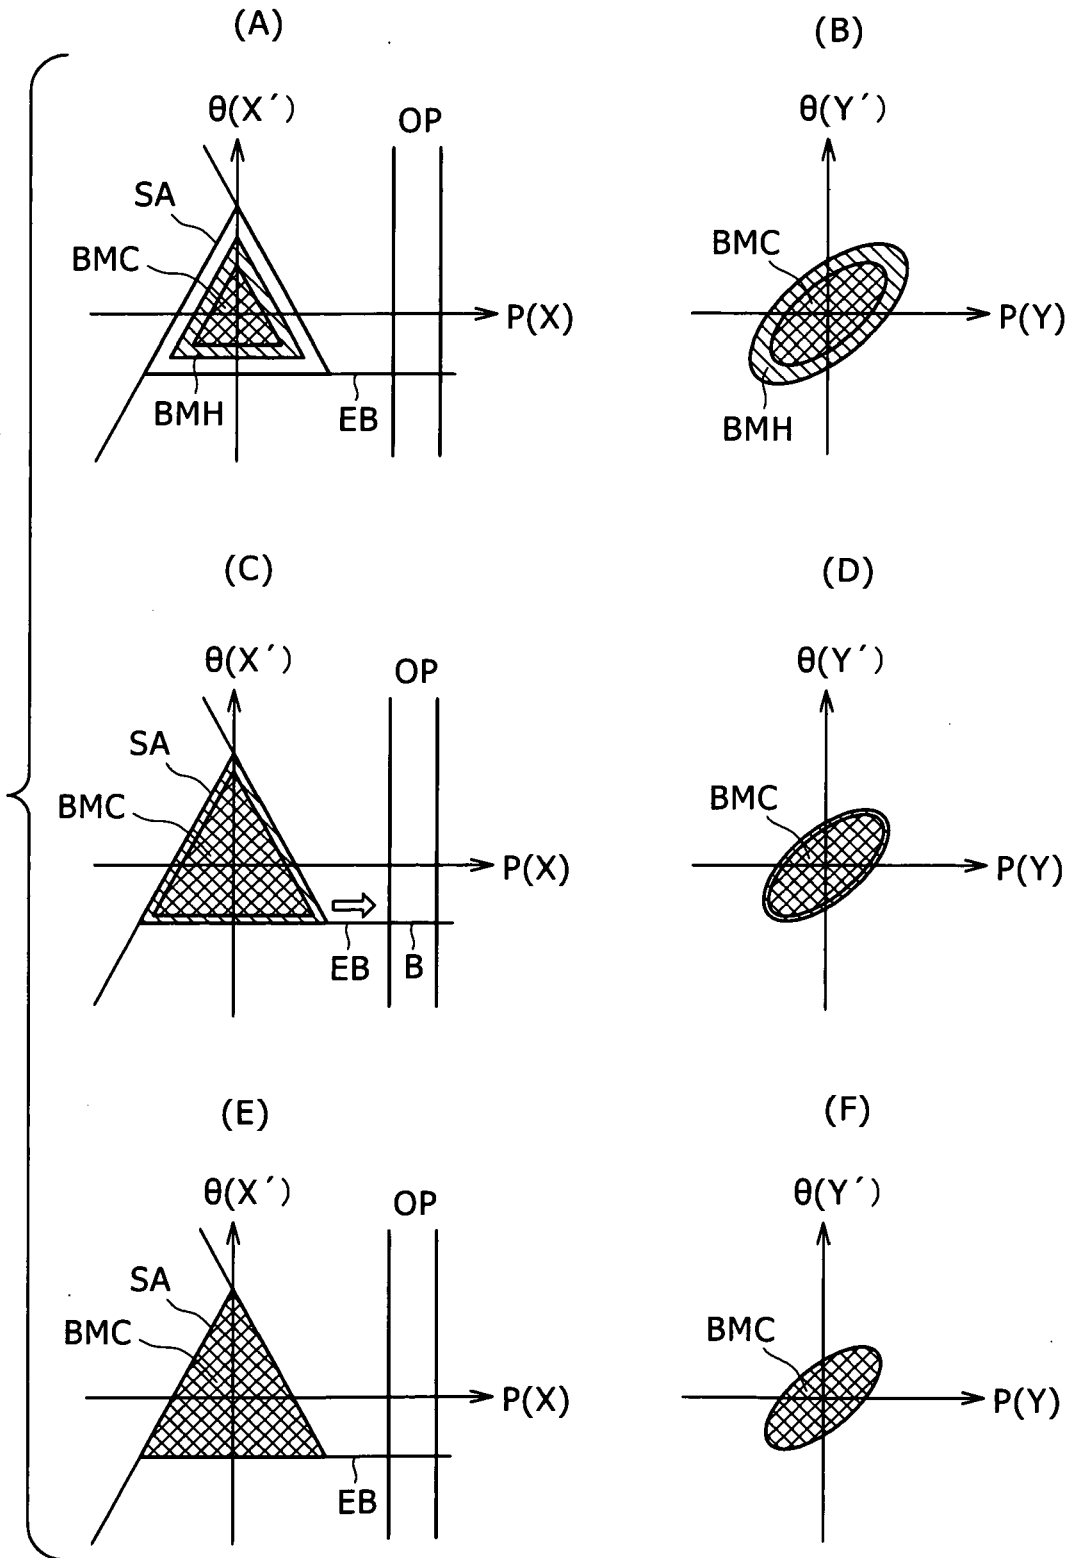 (A)
(B)
θ(X´)
OP
θ(Y´)
SA
BMC
BMC
P(X)
P(Y)
BMH
EB
BMH
(C)
(D)
θ(X´)
OP
θ(Y´)
SA
BMC
BMC
P(X)
P(Y)
EB
B
(E)
(F)
θ(X´)
OP
θ(Y´)
SA
BMC
BMC
P(X)
P(Y)
EB